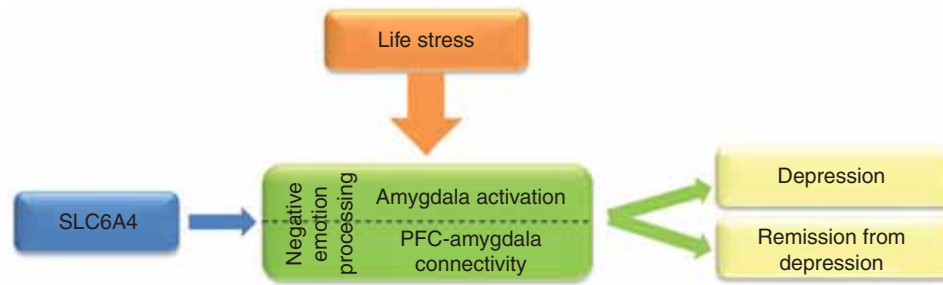 Life stress
SLC6A4
Negative
emotion
processing
Amygdala activation
PFC-amygdala
connectivity
Depression
Remission from
depression